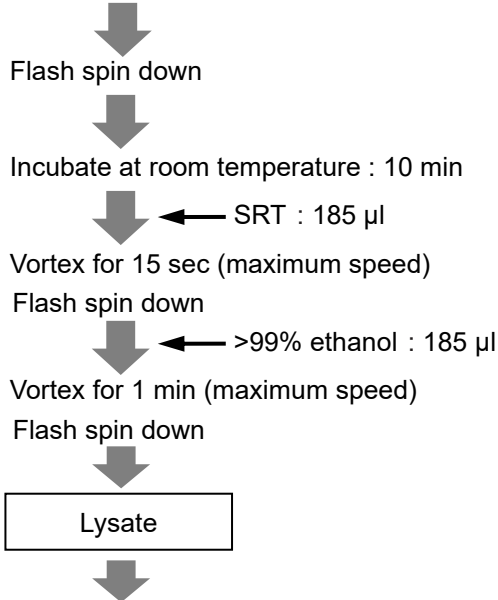 Flash spin down
Incubate at room temperature : 10 min
SRT : 185 µl
Vortex for 15 sec (maximum speed)
Flash spin down
>99% ethanol : 185 µl
Vortex for 1 min (maximum speed)
Flash spin down
Lysate